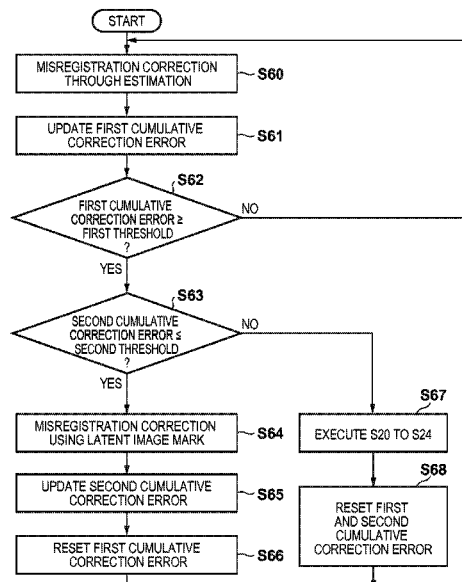 START
MISREGISTRATION CORRECTION
THROUGH ESTIMATION
S60
UPDATE FIRST CUMULATIVE
CORRECTION ERROR
S61
S62
FIRST CUMULATIVE
CORRECTION ERROR ≥
FIRST THRESHOLD
?
NO
YES
S63
SECOND CUMULATIVE
CORRECTION ERROR ≤
SECOND THRESHOLD
?
NO
YES
MISREGISTRATION CORRECTION
USING LATENT IMAGE MARK
S64
UPDATE SECOND CUMULATIVE
CORRECTION ERROR
S65
RESET FIRST CUMULATIVE
CORRECTION ERROR
S66
S67
EXECUTE S20 TO S24
S68
RESET FIRST
AND SECOND
CUMULATIVE
CORRECTION ERROR